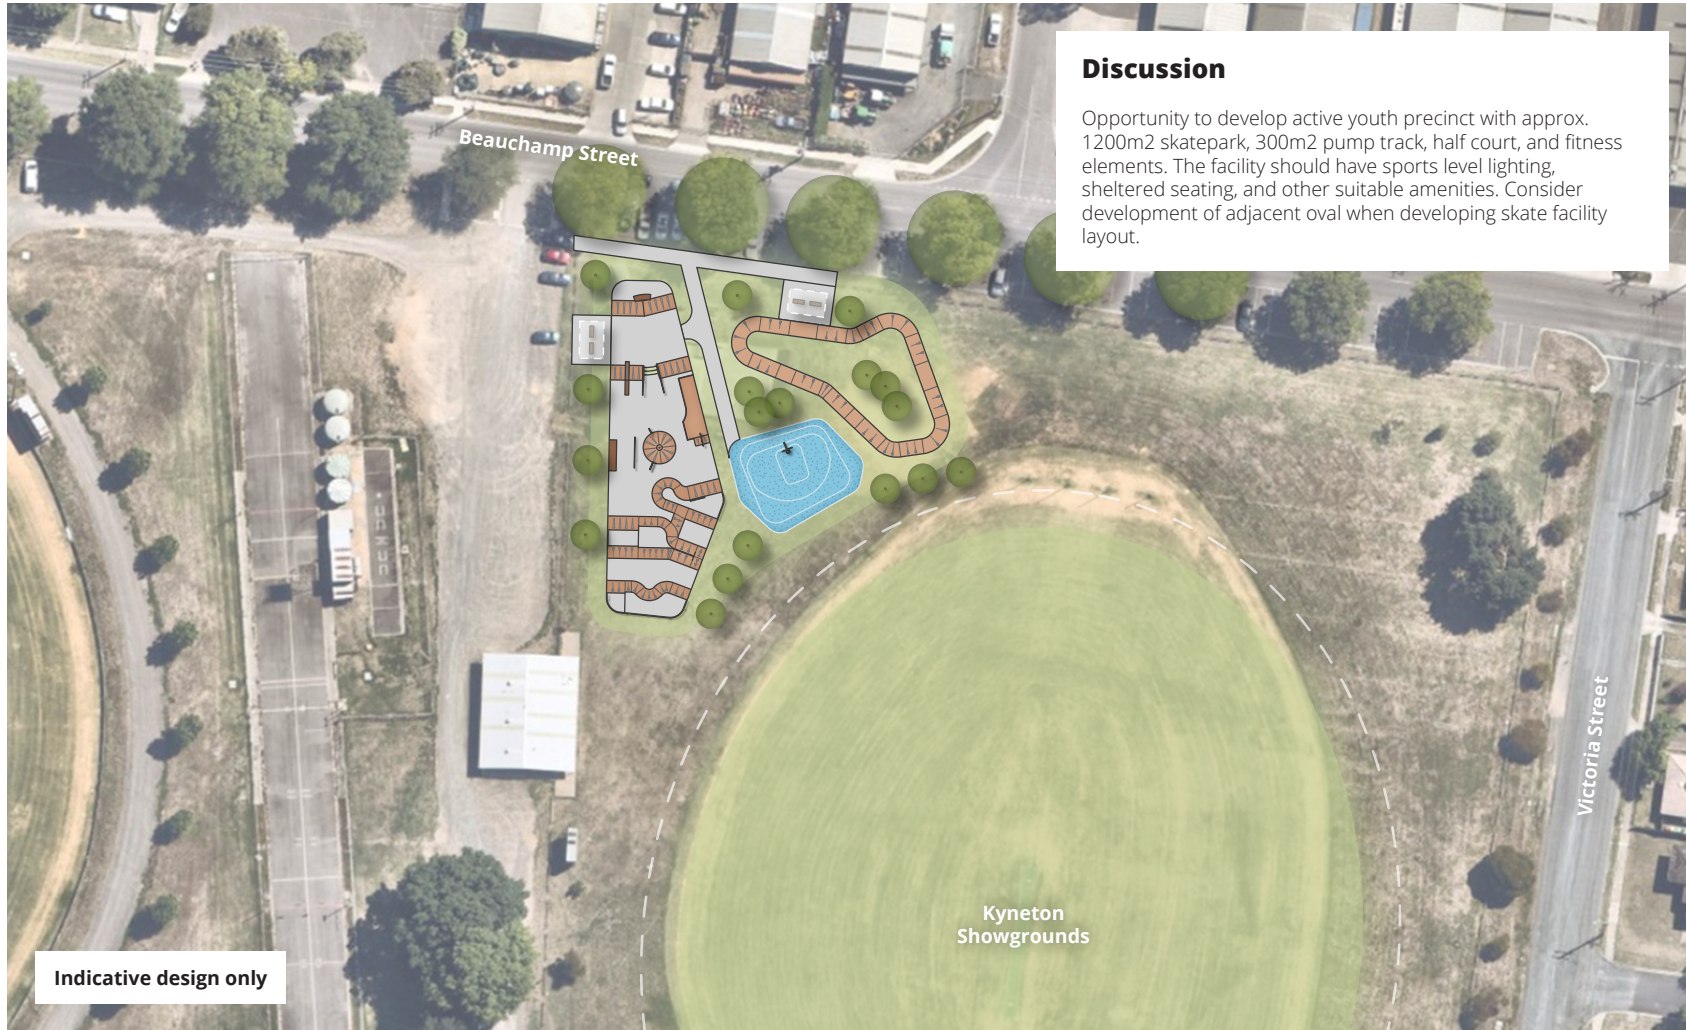 Discussion
Opportunity to develop active youth precinct with approx.
1200m2 skatepark, 300m2 pump track, half court, and fitness
elements. The facility should have sports level lighting,
sheltered seating, and other suitable amenities. Consider
development of adjacent oval when developing skate facility
layout.
Beauchamp Street
Victoria Street
Kyneton
Showgrounds
Indicative design only